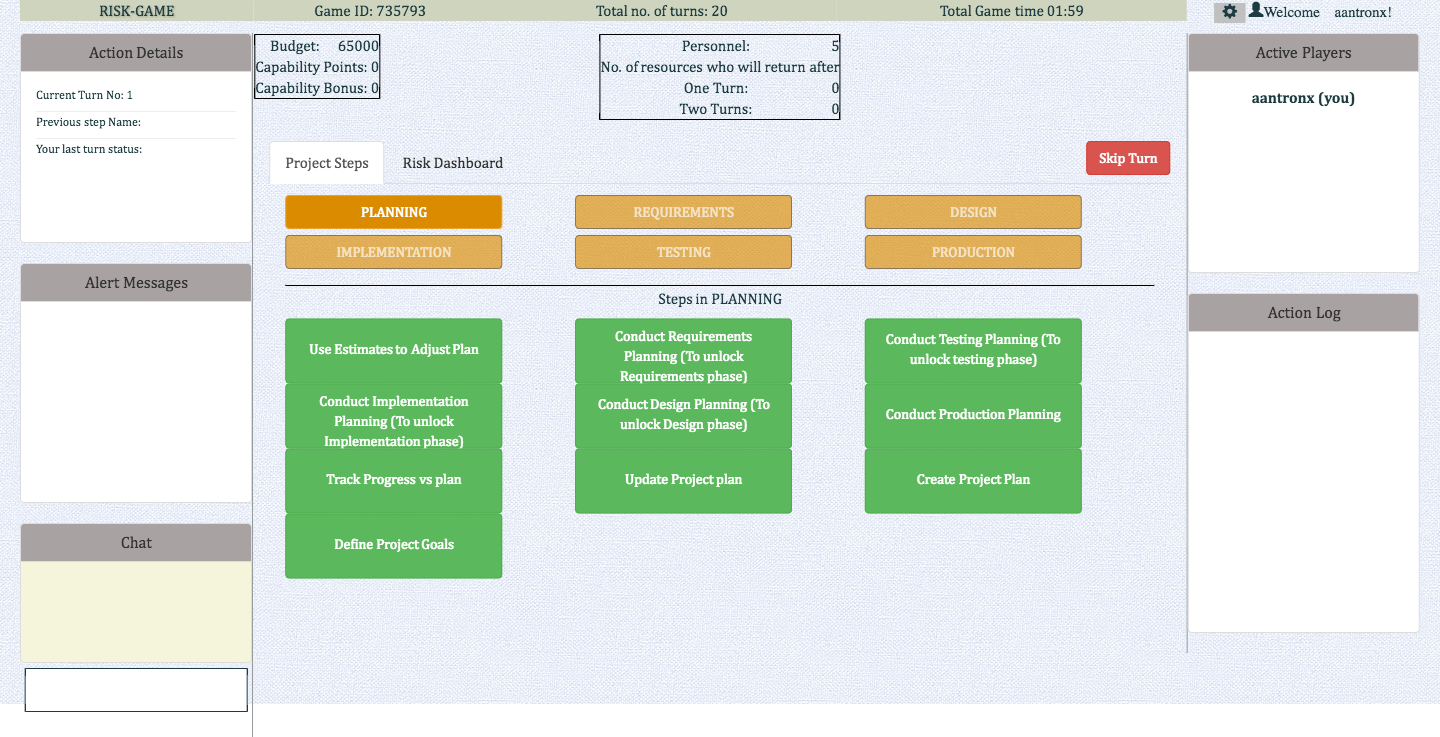 RISK-GAME
Game ID: 735793
Total no. of turns: 20
Total Game time 01:59
Welcome aantronx!
Action Details
Current Turn No: 1
Previous step Name:
Your last turn status:
Alert Messages
Chat
Budget: 65000
Capability Points: 0
Capability Bonus: 0
Personnel: 5
No. of resources who will return after
One Turn: 0
Two Turns: 0
Project Steps
Risk Dashboard
Skip Turn
PLANNING
REQUIREMENTS
DESIGN
IMPLEMENTATION
TESTING
PRODUCTION
Steps in PLANNING
Use Estimates to Adjust Plan
Conduct Requirements
Planning (To unlock
Requirements phase)
Conduct Testing Planning (To
unlock testing phase)
Conduct Implementation
Planning (To unlock
Implementation phase)
Conduct Design Planning (To
unlock Design phase)
Conduct Production Planning
Track Progress vs plan
Update Project plan
Create Project Plan
Define Project Goals
Active Players
aantronx (you)
Action Log